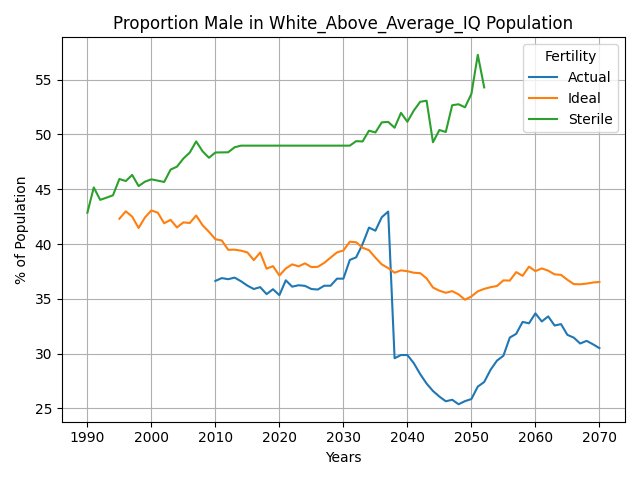 Proportion Male in White_Above_Average_IQ Population
Fertility
Actual
Ideal
Sterile
% of Population
55
50
45
40
35
30
25
1990 2000 2010 2020 2030 2040 2050 2060 2070
Years